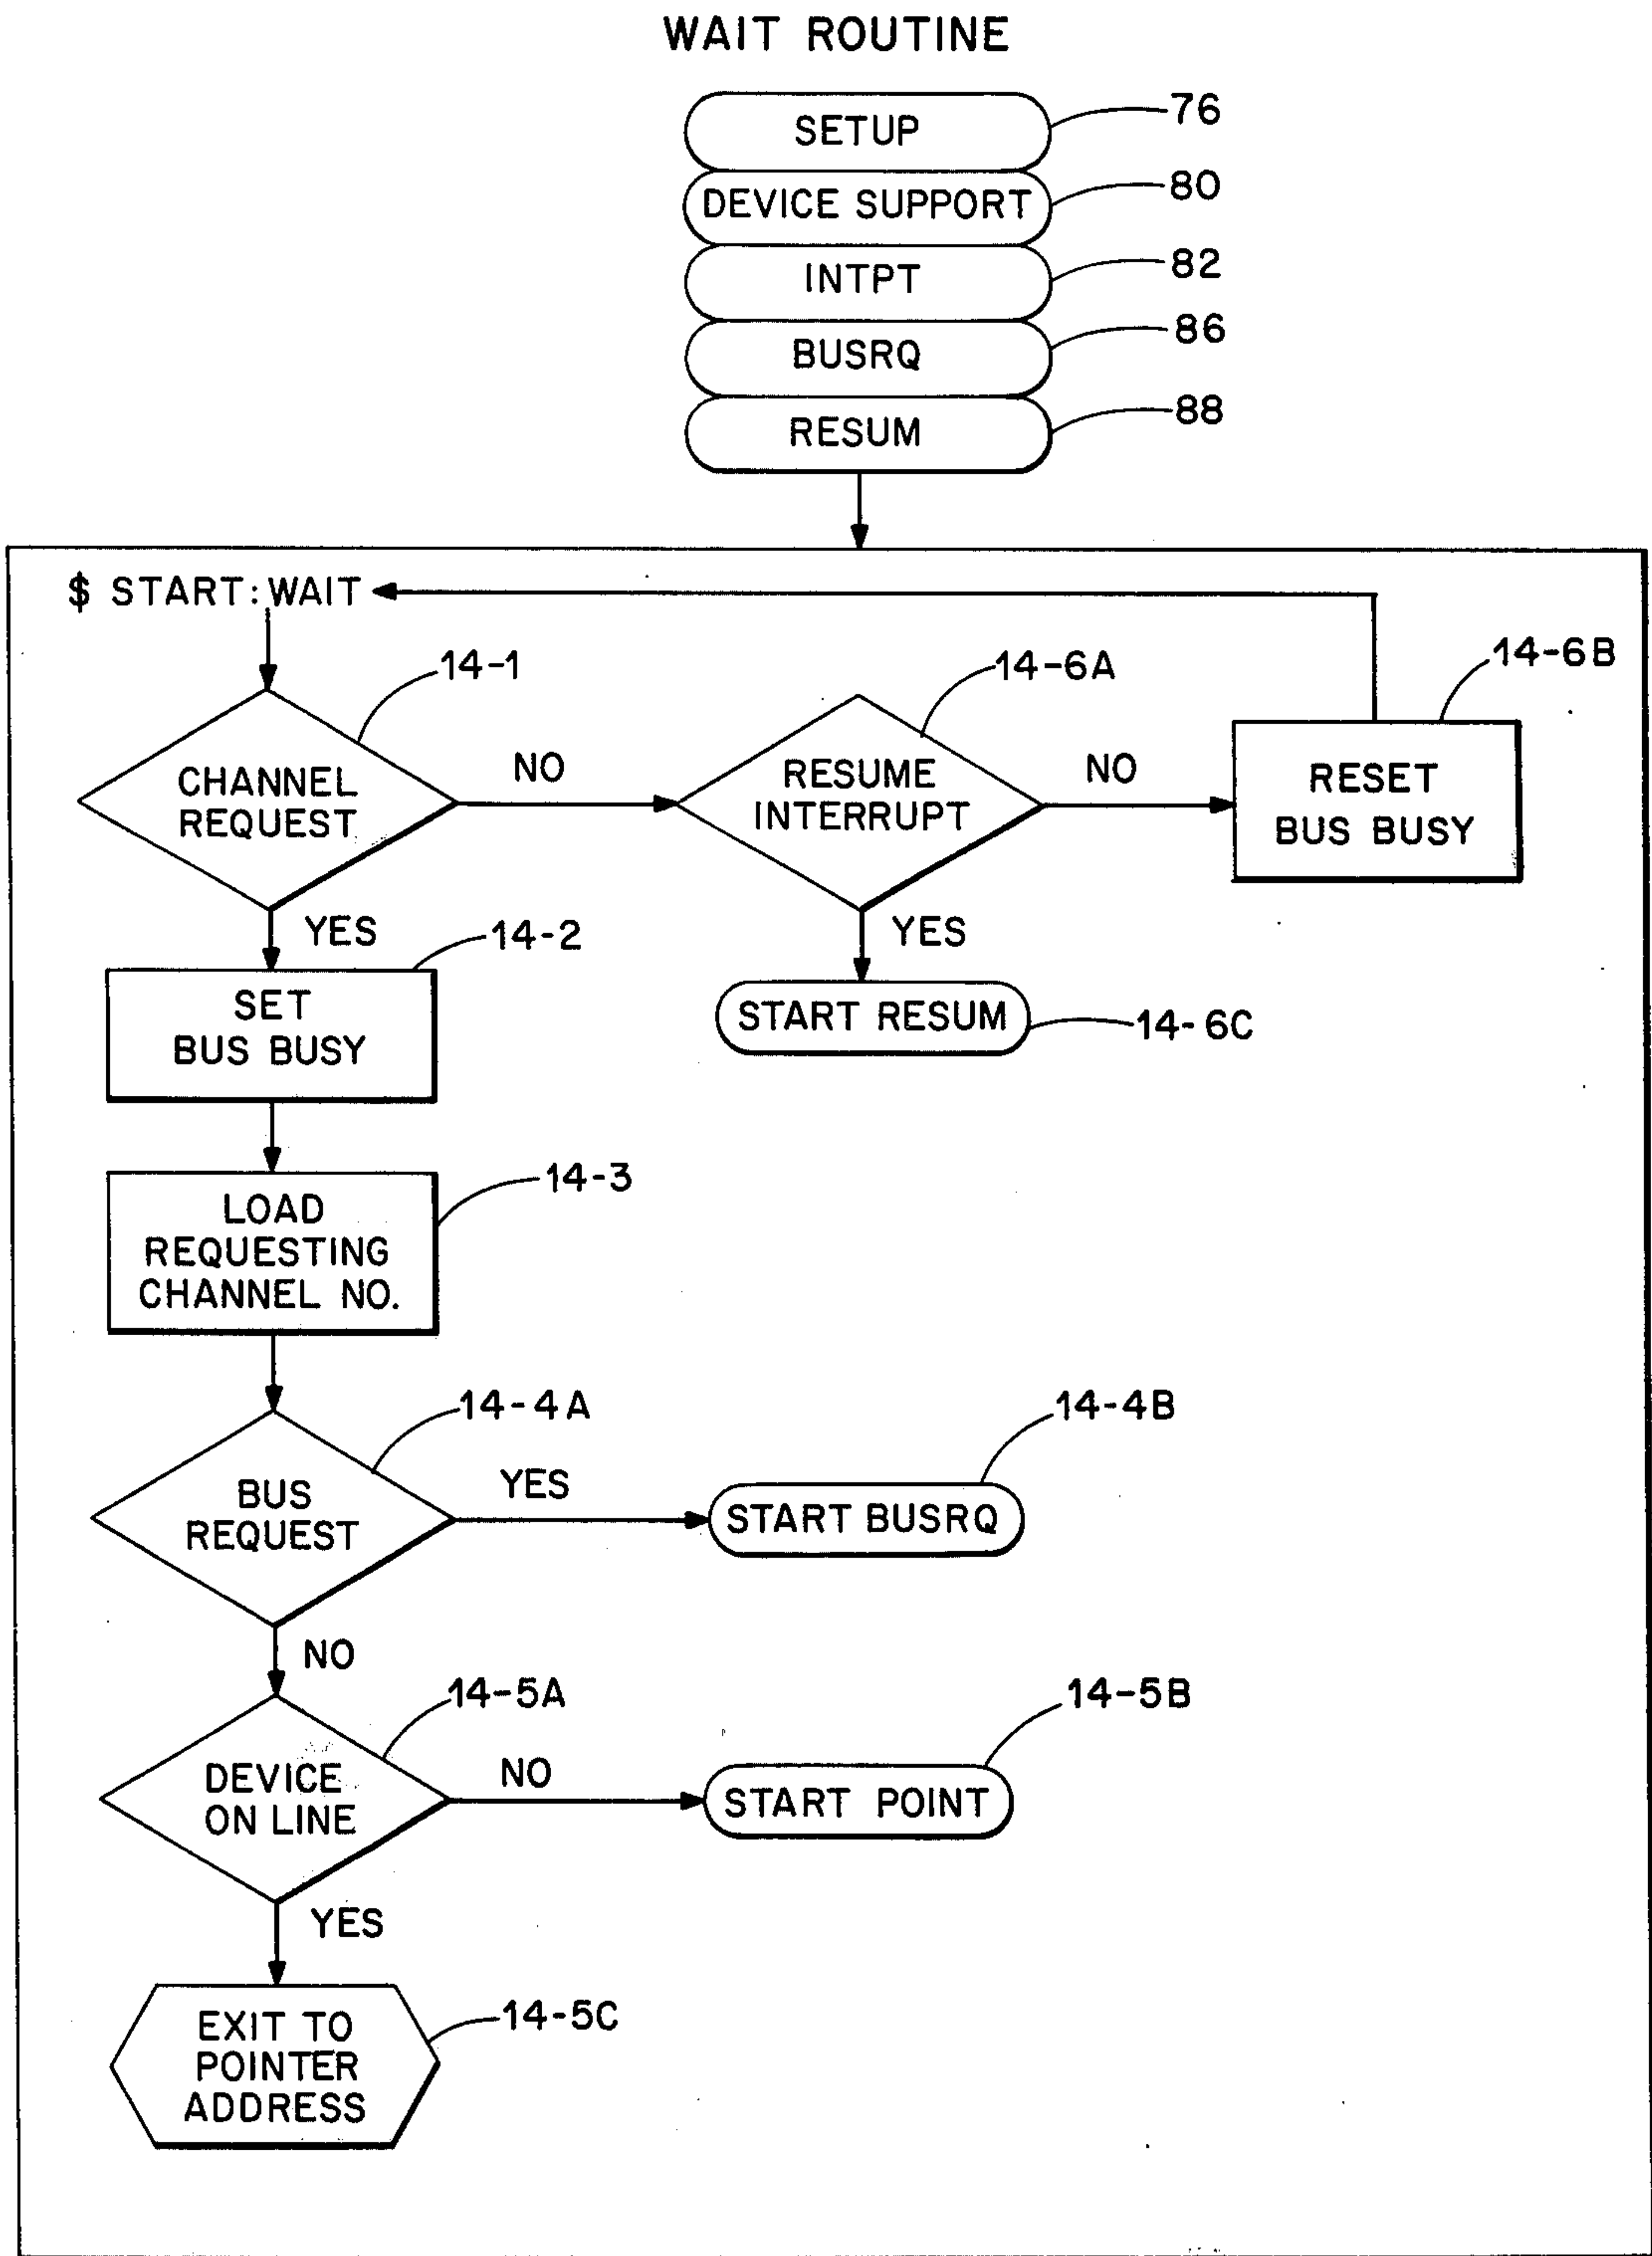 WAIT ROUTINE
SETUP
76
DEVICE SUPPORT
80
INTPT
82
BUSRQ
86
RESUM
88
$ START: WAIT
14-1
14-6A
14-6B
CHANNEL
REQUEST
NO
RESUME
INTERRUPT
NO
RESET
BUS BUSY
YES
14-2
YES
SET
BUS BUSY
START RESUM
14-6C
14-3
LOAD
REQUESTING
CHANNEL NO.
14-4A
14-4B
BUS
REQUEST
YES
START BUSRQ
NO
14-5A
14-5B
DEVICE
ON LINE
NO
START POINT
YES
EXIT TO
POINTER
ADDRESS
14-5C